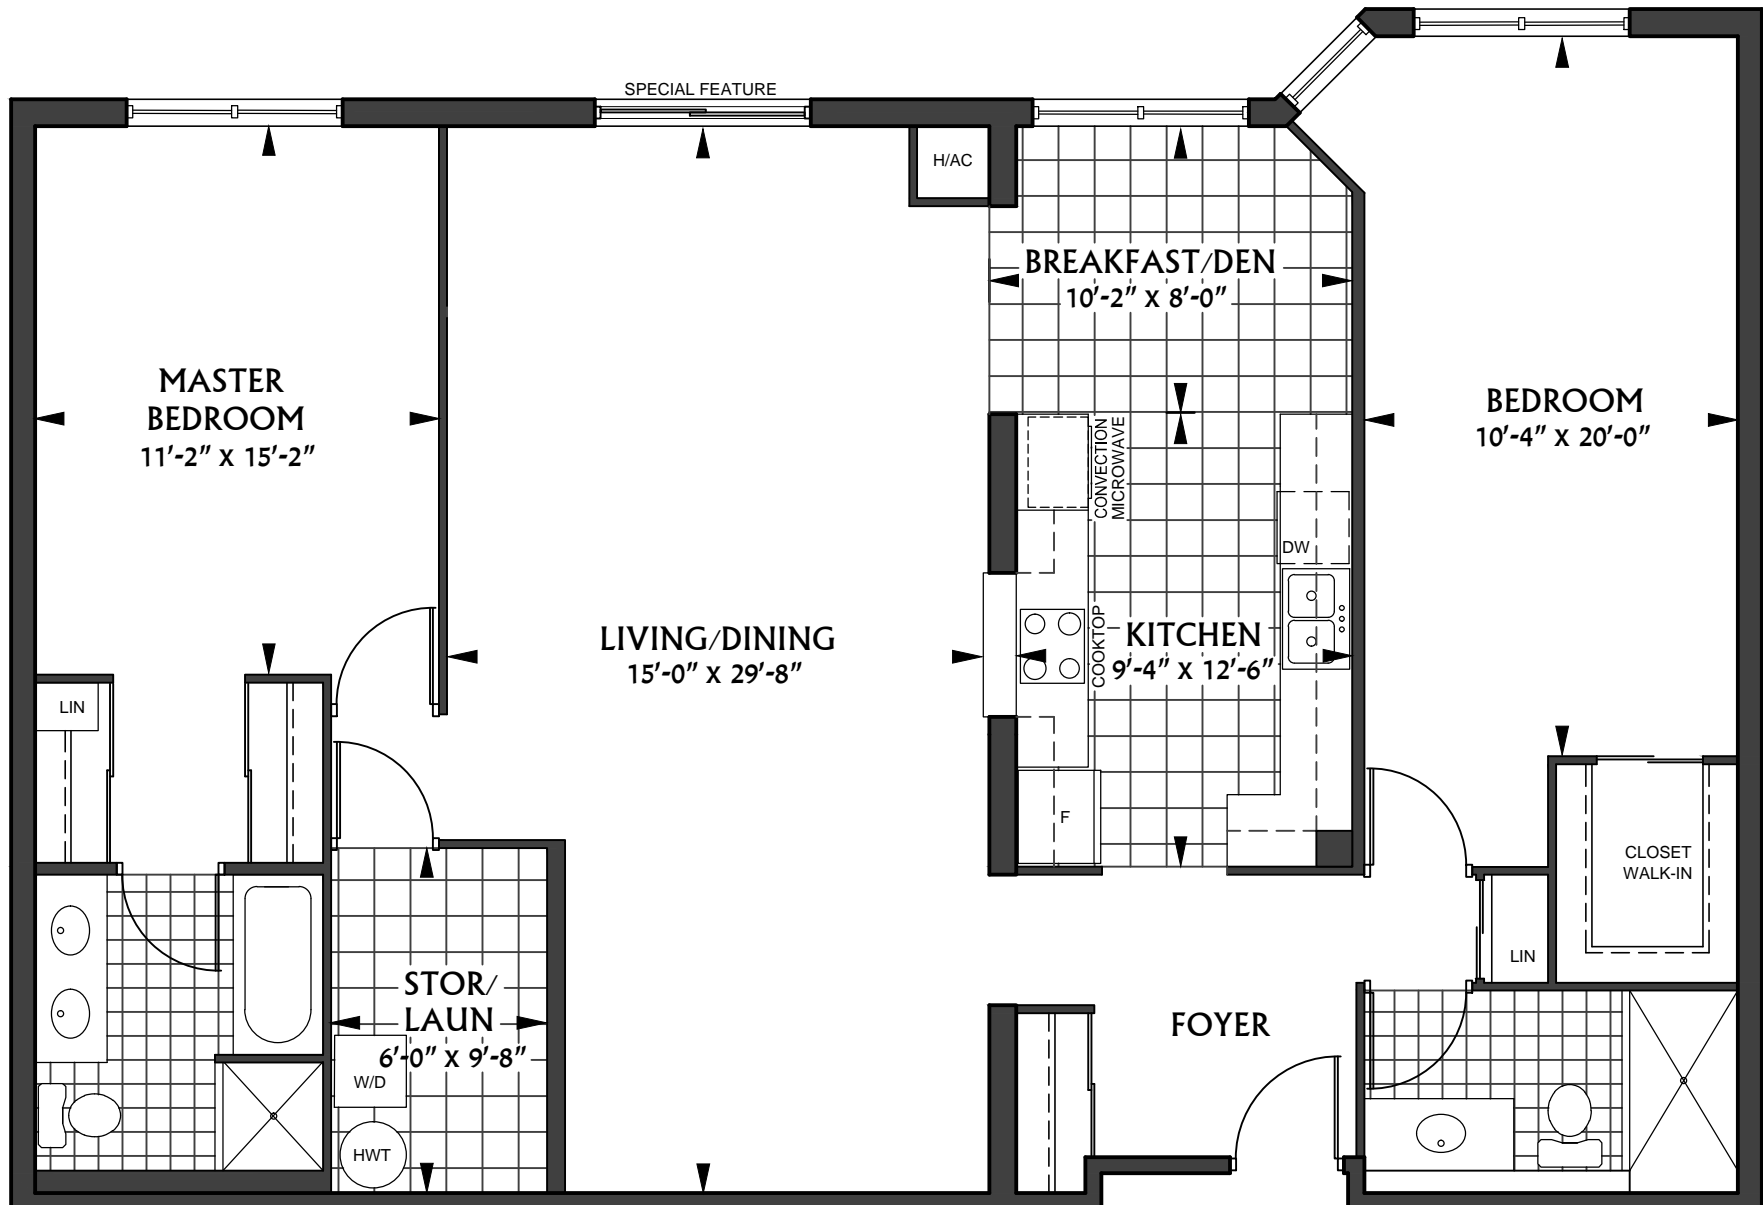 SPECIAL FEATURE
H/AC
BREAKFAST/DEN
10'-2" X 8'-0"
MASTER
BEDROOM
11'-2" X 15'-2"
BEDROOM
10'-4" X 20'-0"
CONVECTION
MICROWAVE
DW
LIVING/DINING
15'-0" X 29'-8"
COOKTOP
KITCHEN
9'-4" X 12'-6"
LIN
F
CLOSET
WALK-IN
LIN
STOR/
LAUN
6'-0" X 9'-8"
FOYER
W/D
HWT